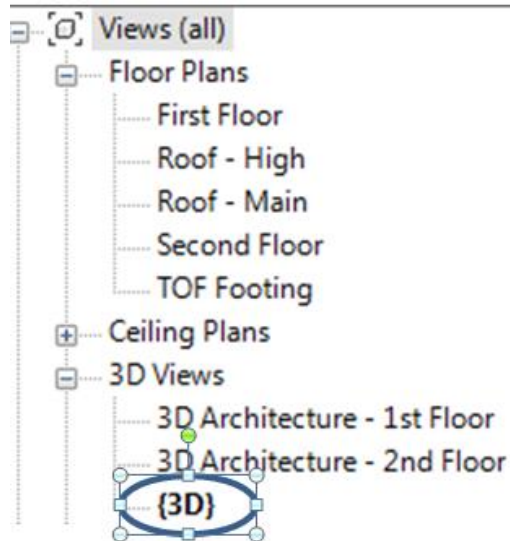 Views (all)
Floor Plans
First Floor
Roof - High
Roof - Main
Second Floor
TOF Footing
Ceiling Plans
3D Views
3D Architecture - 1st Floor
3D Architecture - 2nd Floor
{3D}